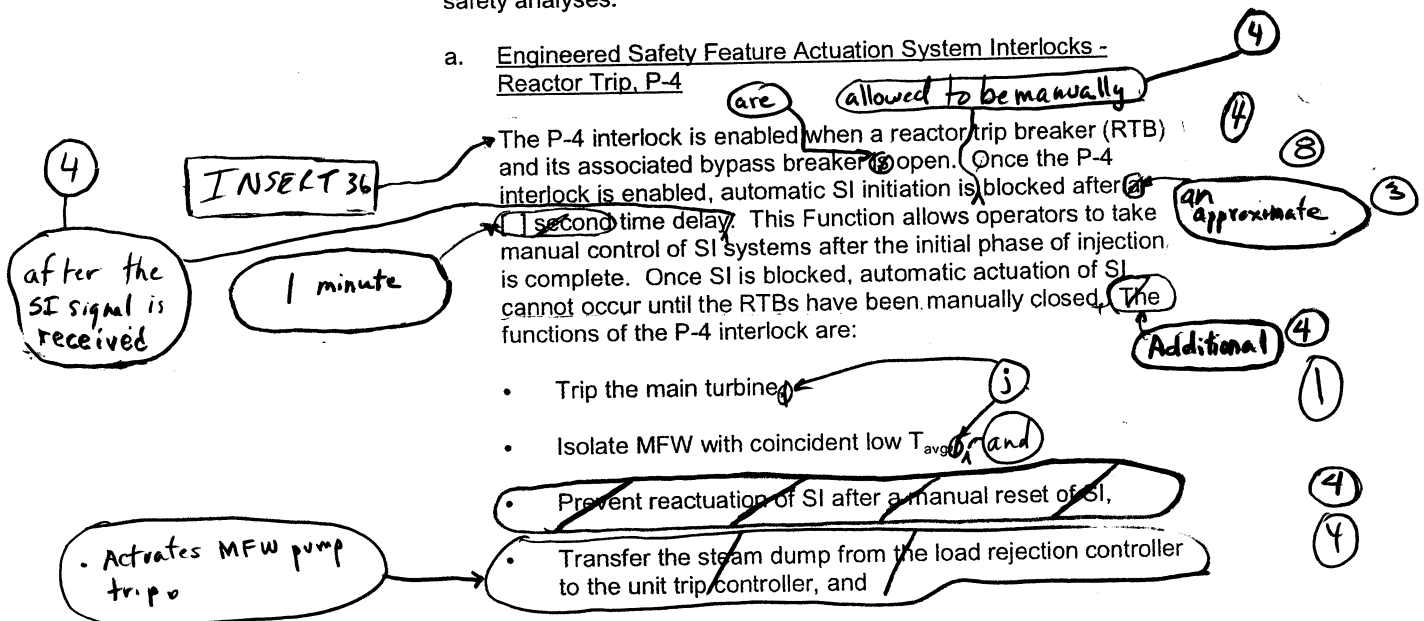 safety analyses.
4
a. Engineered Safety Feature Actuation System Interlocks -
Reactor Trip, P-4
are
allowed to be manually
4
The P-4 interlock is enabled when a reactor trip breaker (RTB)
4
INSERT 36
and its associated bypass breaker is open. Once the P-4
8
interlock is enabled, automatic SI initiation is blocked after a
an
approximate
3
[ ] second time delay. This Function allows operators to take
manual control of SI systems after the initial phase of injection
after the
SI signal is
received
1 minute
is complete. Once SI is blocked, automatic actuation of SI
cannot occur until the RTBs have been manually closed. The
functions of the P-4 interlock are:
Additional
4
1
• Trip the main turbine,
;
• Isolate MFW with coincident low Tavg,
and
• Prevent reactuation of SI after a manual reset of SI,
4
• Transfer the steam dump from the load rejection controller
4
to the unit trip controller, and
• Actuates MFW pump
trip.